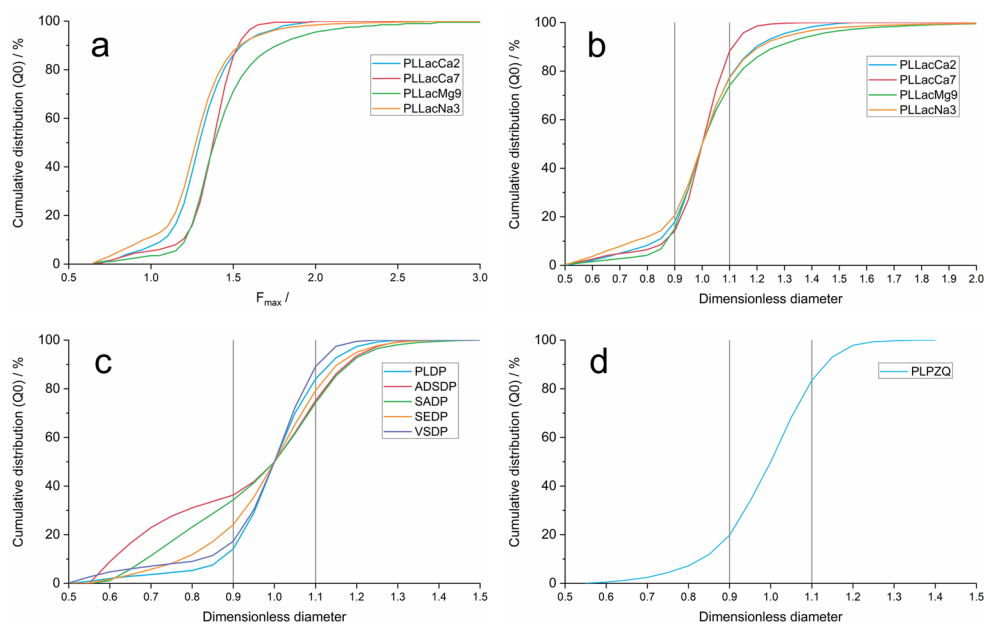 a
Cumulative distribution (Q0) / %
100
80
60
40
20
0
PLLacCa2
PLLacCa7
PLLacMg9
PLLacNa3
0.5 1.0 1.5 2.0 2.5 3.0
Fmax /
b
Cumulative distribution (Q0) / %
100
80
60
40
20
0
PLLacCa2
PLLacCa7
PLLacMg9
PLLacNa3
0.5 0.6 0.7 0.8 0.9 1.0 1.1 1.2 1.3 1.4 1.5 1.6 1.7 1.8 1.9 2.0
Dimensionless diameter
c
Cumulative distribution (Q0) / %
100
80
60
40
20
0
PLDP
ADSDP
SADP
SEDP
VSDP
0.5 0.6 0.7 0.8 0.9 1.0 1.1 1.2 1.3 1.4 1.5
Dimensionless diameter
d
Cumulative distribution (Q0) / %
100
80
60
40
20
0
PLPZQ
0.5 0.6 0.7 0.8 0.9 1.0 1.1 1.2 1.3 1.4 1.5
Dimensionless diameter